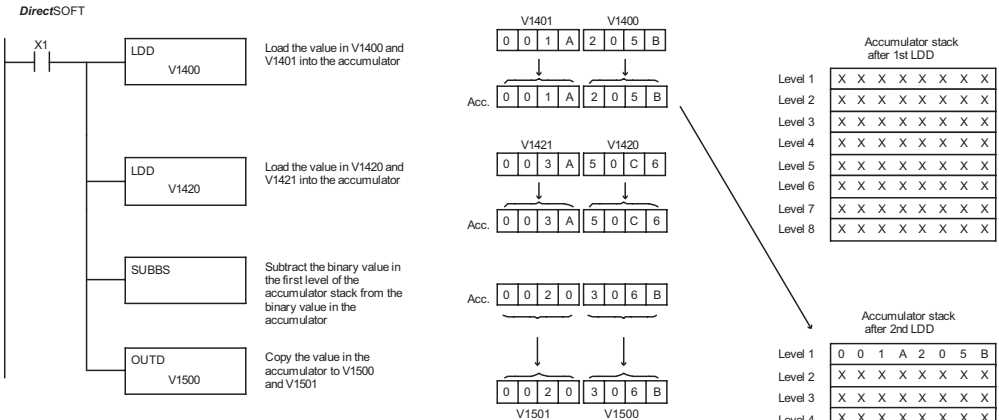 DirectSOFT
X1
LDD
V1400
Load the value in V1400 and
V1401 into the accumulator
LDD
V1420
Load the value in V1420 and
V1421 into the accumulator
SUBBS
Subtract the binary value in
the first level of the
accumulator stack from the
binary value in the
accumulator
OUTD
V1500
Copy the value in the
accumulator to V1500
and V1501
V1401 V1400
0 0 1 A 2 0 5 B
Acc. 0 0 1 A 2 0 5 B
V1421 V1420
0 0 3 A 5 0 C 6
Acc. 0 0 3 A 5 0 C 6
Acc. 0 0 2 0 3 0 6 B
0 0 2 0 3 0 6 B
V1501 V1500
Accumulator stack
after 1st LDD
Level 1 X X X X X X X X
Level 2 X X X X X X X X
Level 3 X X X X X X X X
Level 4 X X X X X X X X
Level 5 X X X X X X X X
Level 6 X X X X X X X X
Level 7 X X X X X X X X
Level 8 X X X X X X X X
Accumulator stack
after 2nd LDD
Level 1 0 0 1 A 2 0 5 B
Level 2 X X X X X X X X
Level 3 X X X X X X X X
Level 4 X X X X X X X X